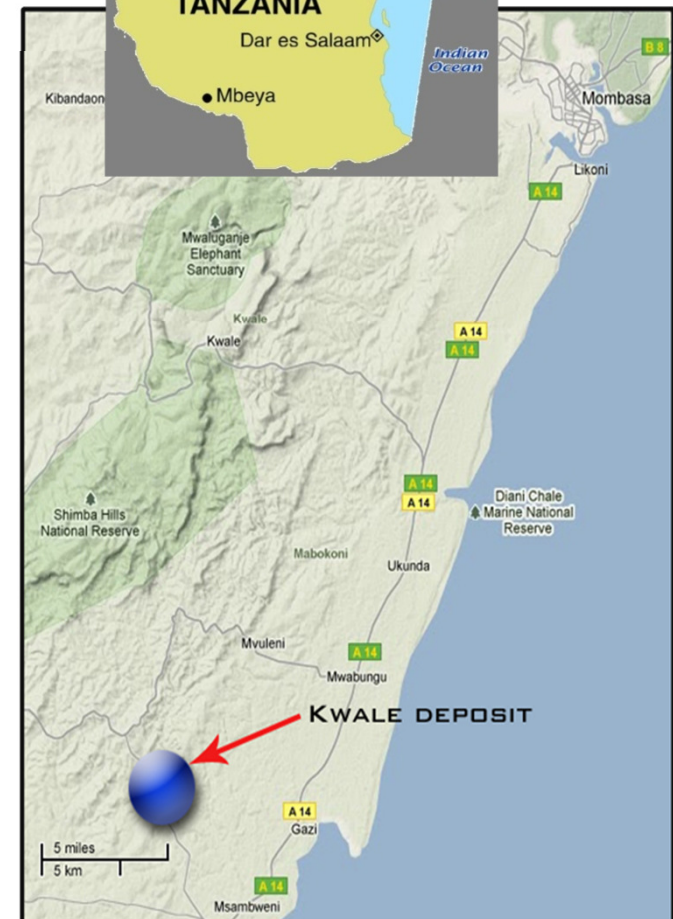 TANZANIA
Dar es Salaam
Indian
Ocean
Mbeya
B 8
Kibandaon
Mombasa
Likoni
A 14
Mwaluganje
Elephant
Sanctuary
Kwale
Kwale
A 14
A 14
A 14
A 14
Diani Chale
Marine National
Reserve
Shimba Hills
National Reserve
Mabokoni
Ukunda
Mvuleni
A 14
Mwabungu
KWALE DEPOSIT
A 14
Gazi
5 miles
5 km
A 14
Msambweni